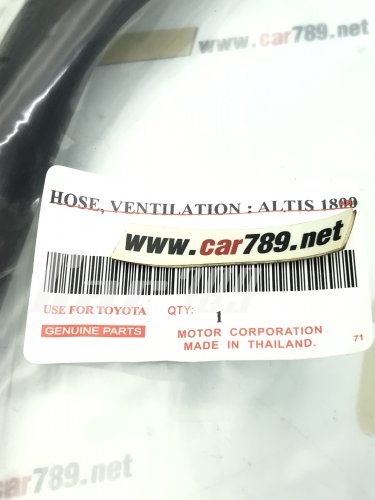 www.car789.net
HOSE, VENTILATION : ALTIS 1800
www.car789.net
USE FOR TOYOTA
QTY:
1
GENUINE PARTS
MOTOR CORPORATION
MADE IN THAILAND.
71
www.car789.net